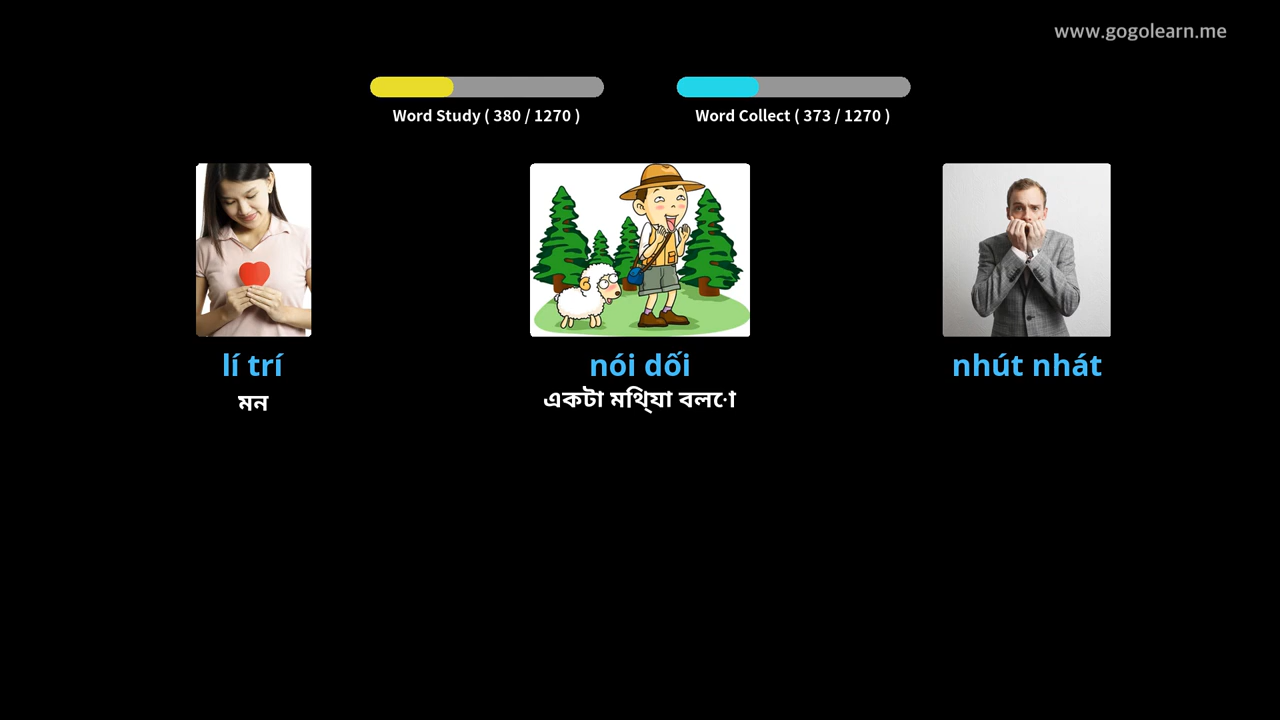 www.gogolearn.me
Word Study ( 380 / 1270 )
Word Collect ( 373 / 1270 )
lí trí
nói dối
nhút nhát
মন
একটা মিথ্যা বলো